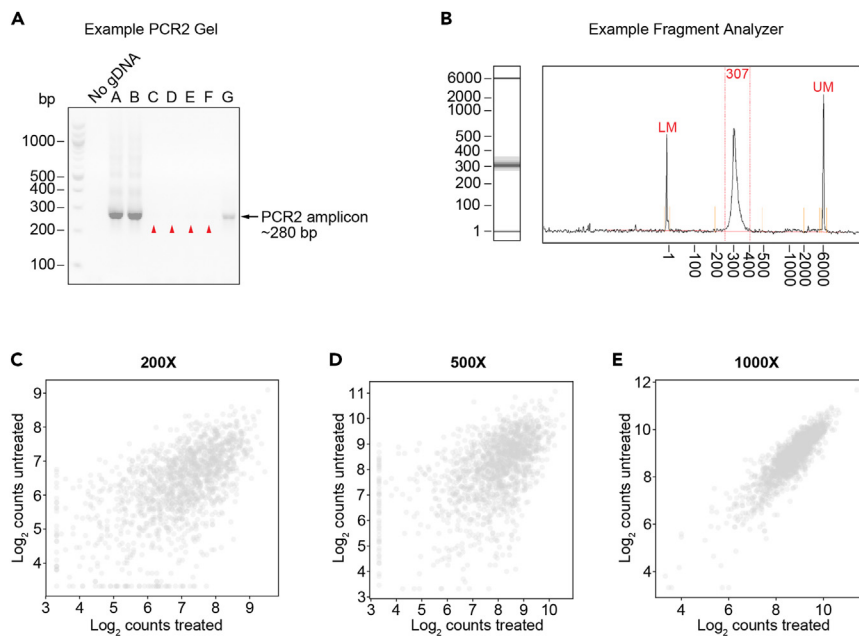 A
Example PCR2 Gel
No gDNA
A B C D E F G
bp
1000
500
400
300
200
100
PCR2 amplicon
~280 bp
B
Example Fragment Analyzer
6000
2000
1000
500
400
300
200
100
1
LM
307
UM
1
100
200
300
400
500
1000
2000
6000
C
200X
Log2 counts untreated
9
8
7
6
5
4
3 4 5 6 7 8 9
Log2 counts treated
D
500X
Log2 counts untreated
11
10
9
8
7
6
5
4
3
3 4 5 6 7 8 9 10
Log2 counts treated
E
1000X
Log2 counts untreated
12
10
8
6
4
4 6 8 10
Log2 counts treated